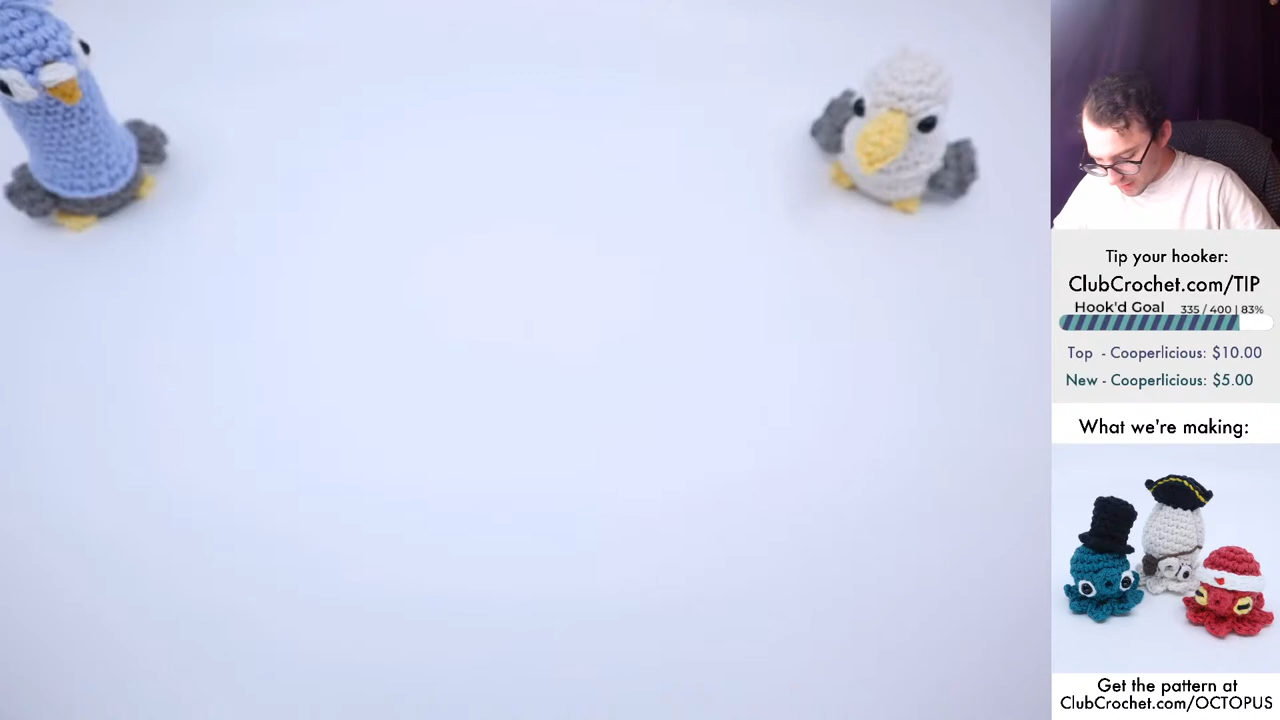 Tip your hooker:
ClubCrochet.com/TIP
Hook'd Goal 335 / 400 | 83%
Top - Cooperlicious: $10.00
New - Cooperlicious: $5.00
What we're making:
Get the pattern at
ClubCrochet.com/OCTOPUS